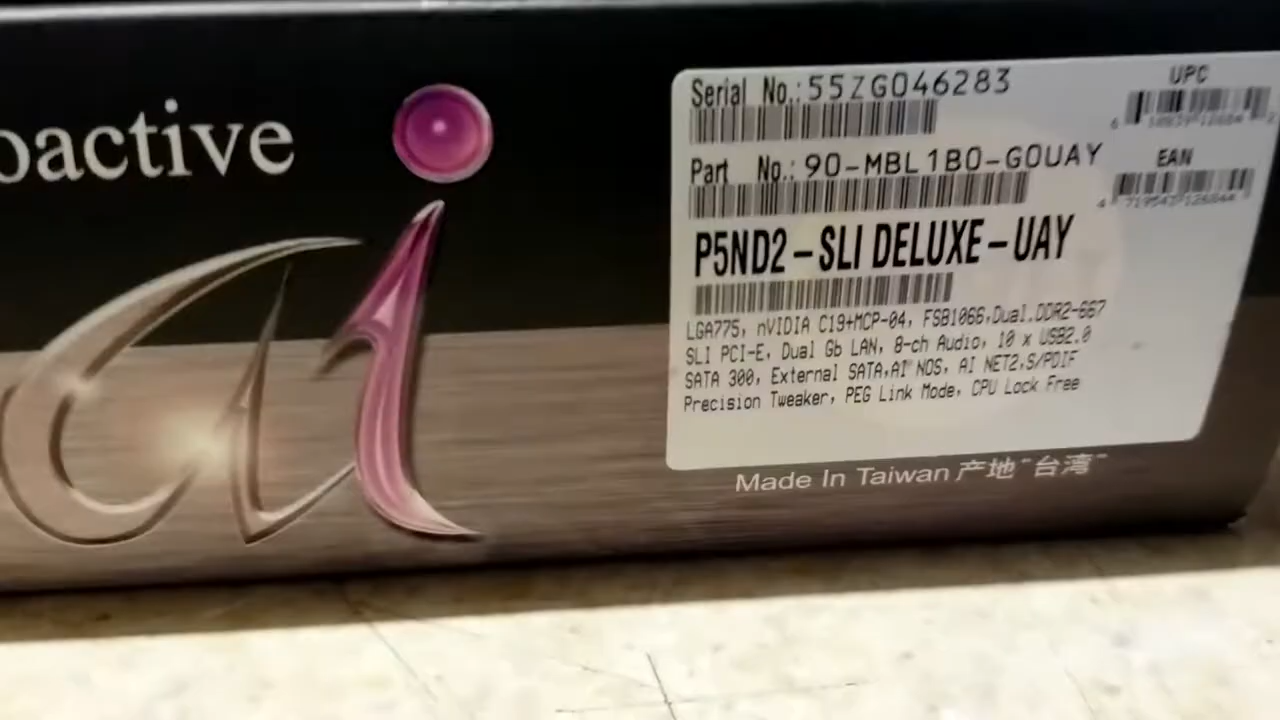 oactive
ai
Serial No.: 55ZG046283
Part No.: 90-MBL1B0-G0UAY
P5ND2-SLI DELUXE-UAY
LGA775, nVIDIA C19+MCP-04, FSB1066,Dual.DDR2-667
SLI PCI-E, Dual Gb LAN, 8-ch Audio, 10 x USB2.0
SATA 300, External SATA,AI NOS, AI NET2,S/PDIF
Precision Tweaker, PEG Link Mode, CPU Lock Free
UPC
EAN
Made In Taiwan 产地"台湾"